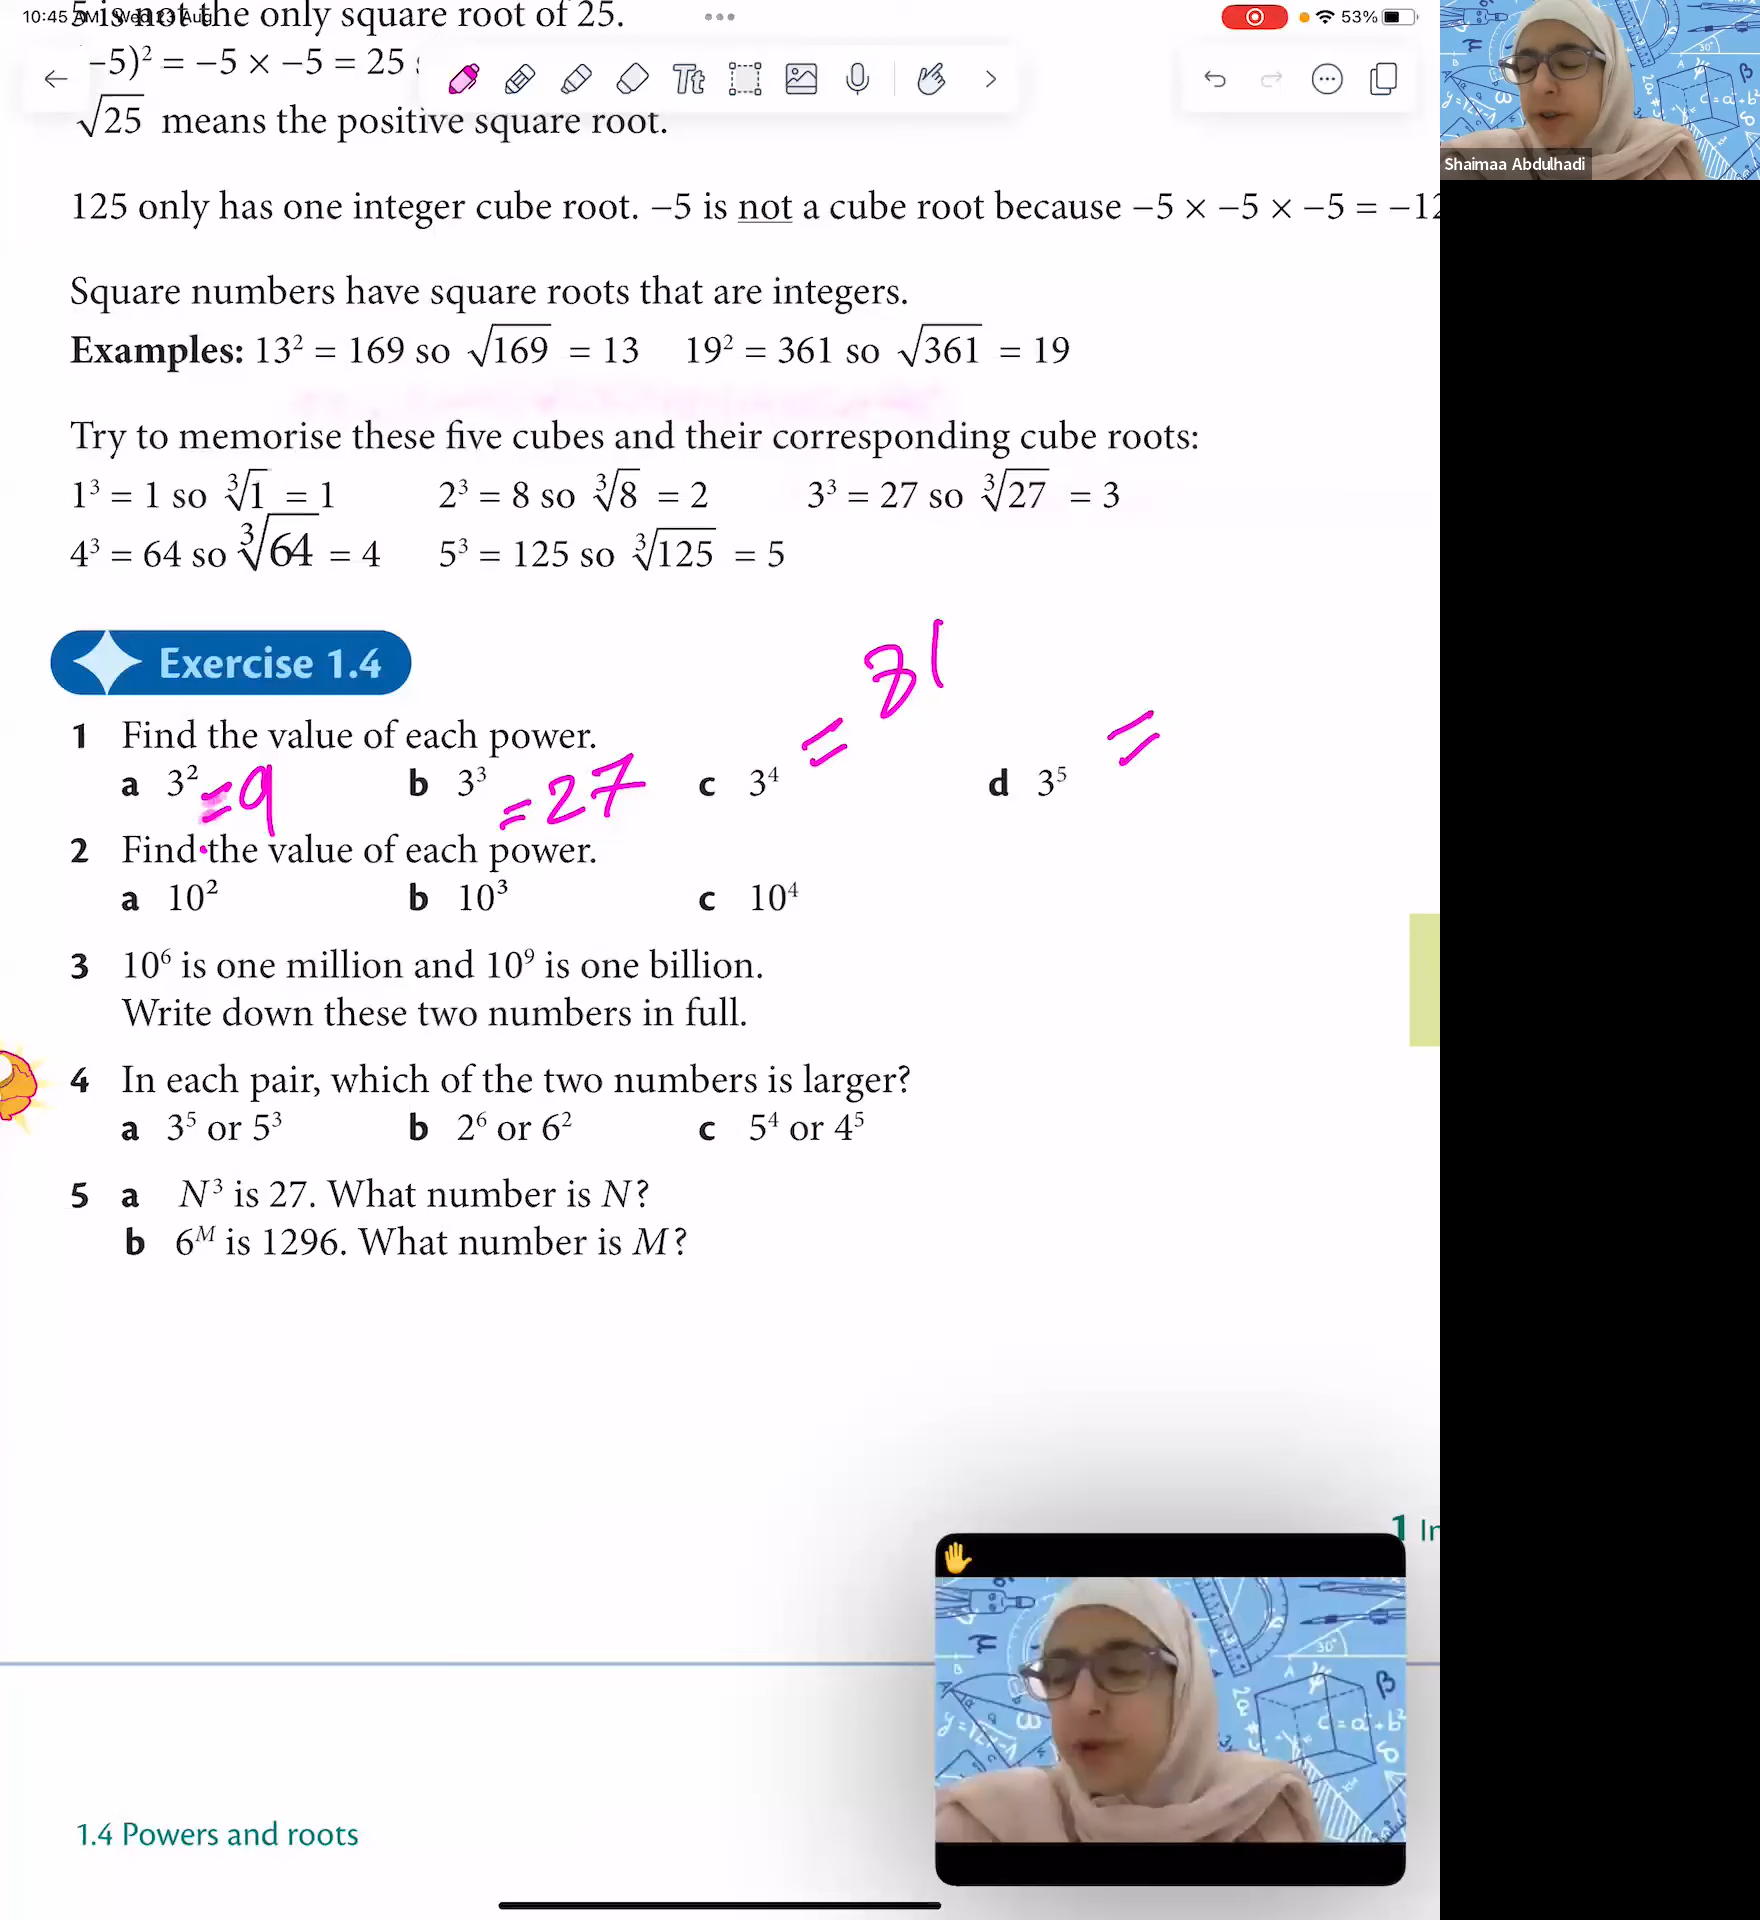 10:45 AM Wed 23 Aug
53%
5 is not the only square root of 25.
−5)² = −5 × −5 = 25
√25 means the positive square root.
Shaimaa Abdulhadi
125 only has one integer cube root. −5 is not a cube root because −5 × −5 × −5 = −12
Square numbers have square roots that are integers.
Examples: 13² = 169 so √169 = 13 19² = 361 so √361 = 19
Try to memorise these five cubes and their corresponding cube roots:
1³ = 1 so ∛1 = 1 2³ = 8 so ∛8 = 2 3³ = 27 so ∛27 = 3
4³ = 64 so ∛64 = 4 5³ = 125 so ∛125 = 5
Exercise 1.4
1 Find the value of each power.
a 3² = 9 b 3³ = 27 c 3⁴ = 81 d 3⁵ =
2 Find the value of each power.
a 10² b 10³ c 10⁴
3 10⁶ is one million and 10⁹ is one billion.
Write down these two numbers in full.
4 In each pair, which of the two numbers is larger?
a 3⁵ or 5³ b 2⁶ or 6² c 5⁴ or 4⁵
5 a N³ is 27. What number is N?
b 6ᴹ is 1296. What number is M?
1 In
1.4 Powers and roots